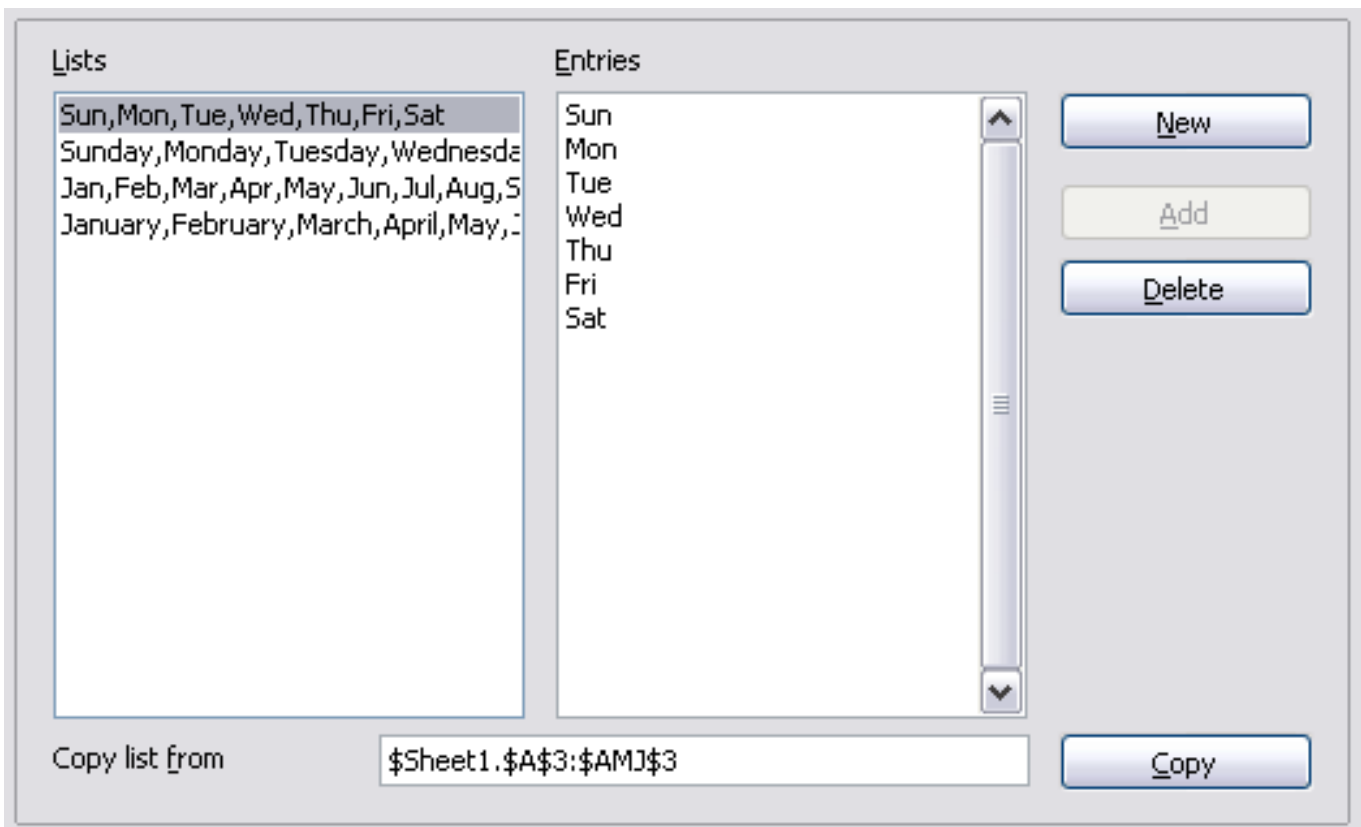 Lists
Sun,Mon,Tue,Wed,Thu,Fri,Sat
Sunday,Monday,Tuesday,Wednesda
Jan,Feb,Mar,Apr,May,Jun,Jul,Aug,S
January,February,March,April,May,J
Entries
Sun
Mon
Tue
Wed
Thu
Fri
Sat
New
Add
Delete
Copy list from
$Sheet1.$A$3:$AMJ$3
Copy